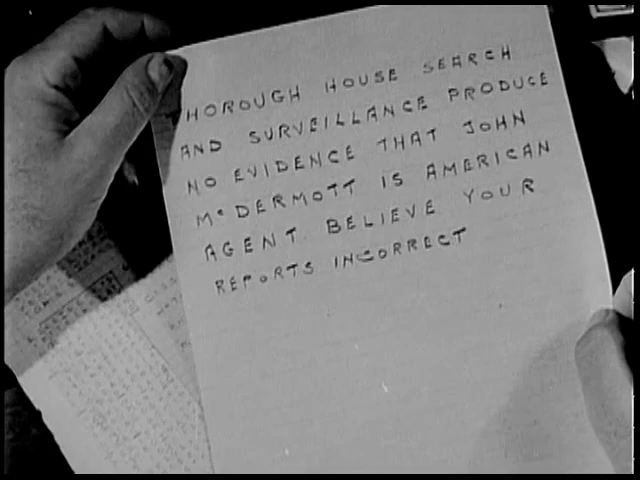 HOROUGH HOUSE SEARCH
AND SURVEILLANCE PRODUCE
NO EVIDENCE THAT JOHN
McDERMOTT IS AMERICAN
AGENT. BELIEVE YOUR
REPORTS INCORRECT